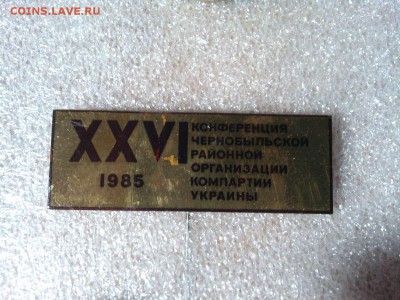 COINS.LAVE.RU
XXVI
1985
КОНФЕРЕНЦИЯ
ЧЕРНОБЫЛЬСКОЙ
РАЙОННОЙ
ОРГАНИЗАЦИИ
КОМПАРТИИ
УКРАИНЫ